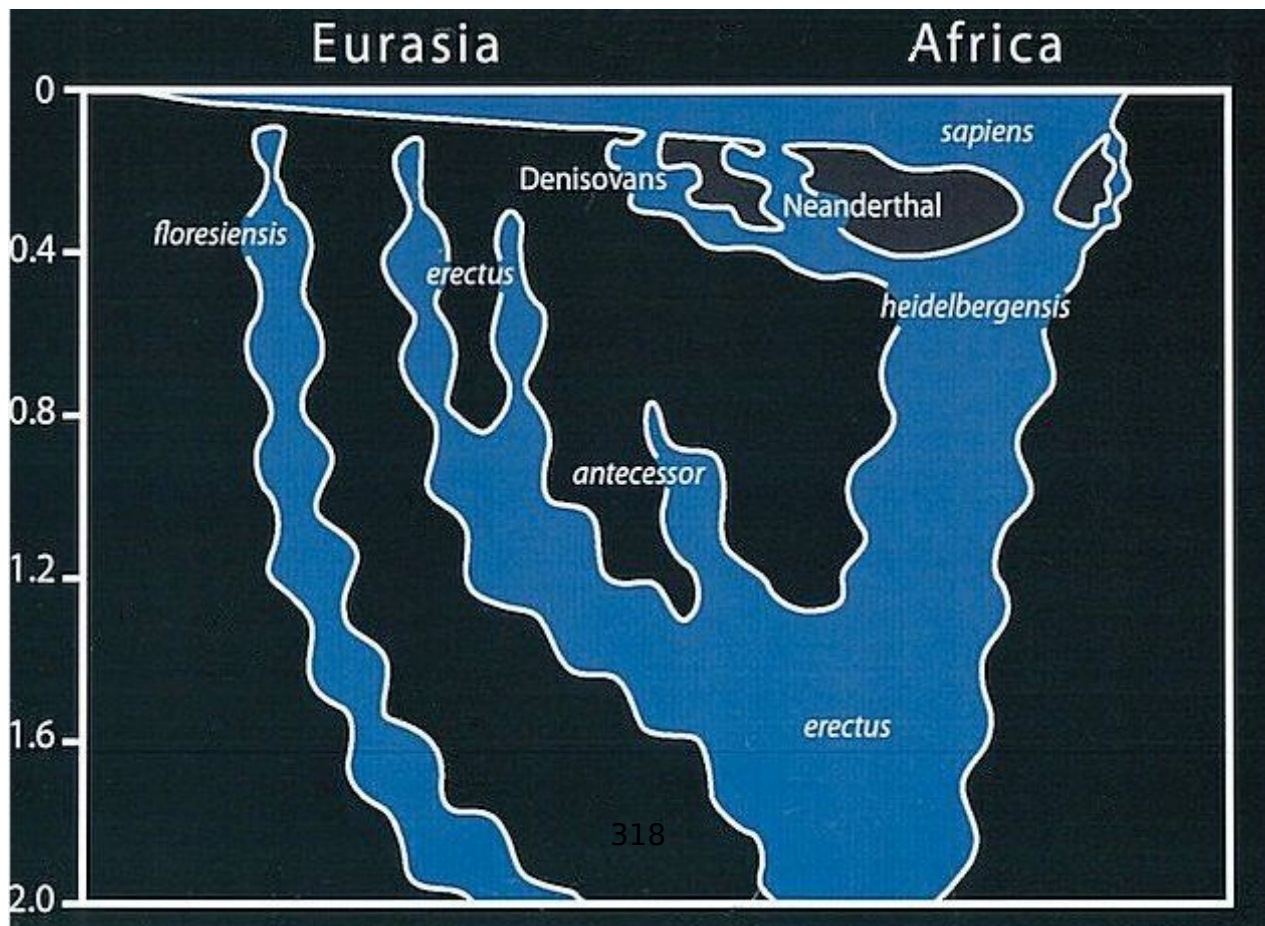 Eurasia Africa
0
sapiens
Denisovans
Neanderthal
floresiensis
0.4
erectus
heidelbergensis
0.8
antecessor
1.2
erectus
1.6
318
2.0